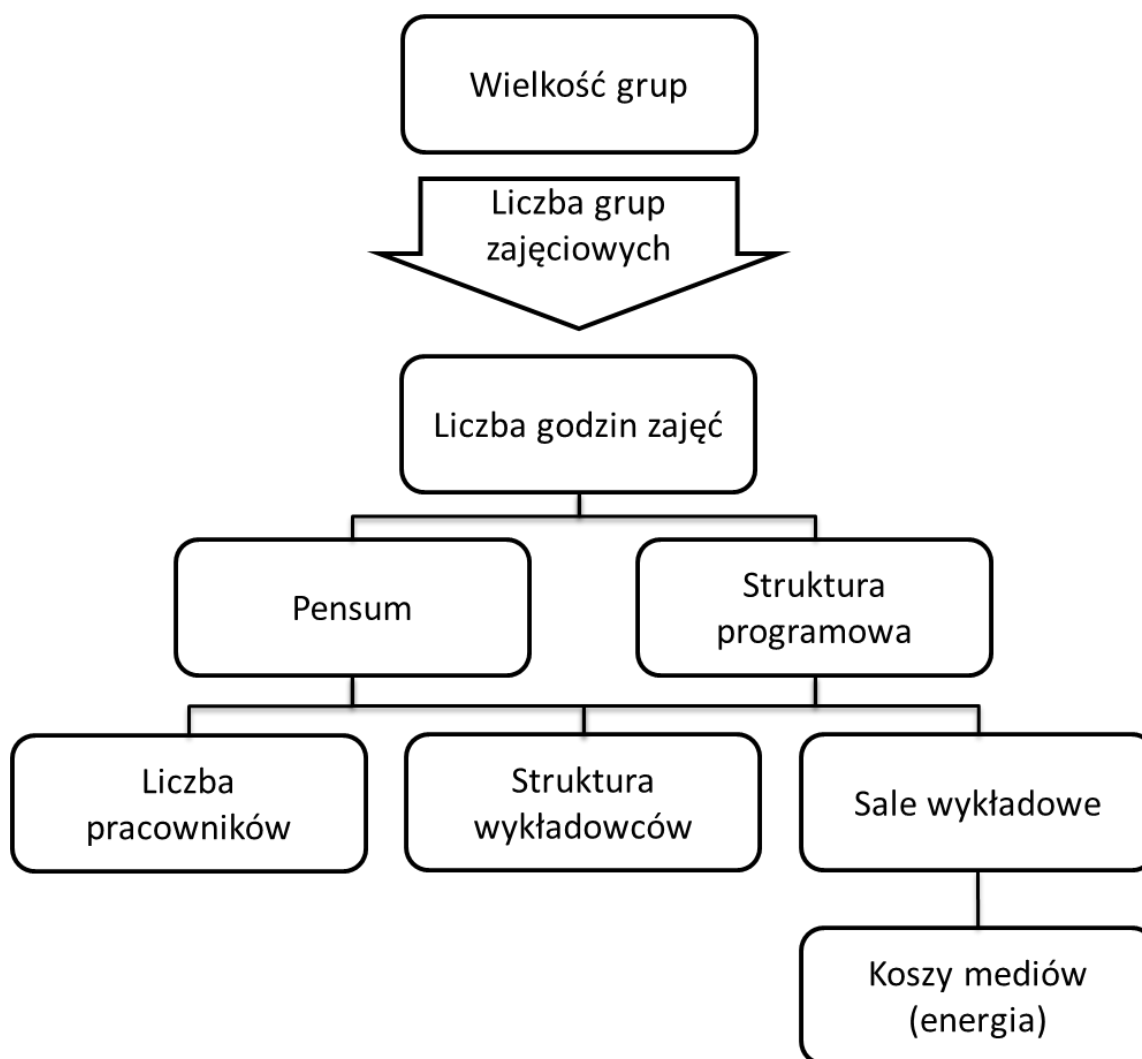 Wielkość grup
Liczba grup
zajęciowych
Liczba godzin zajęć
Pensum
Struktura
programowa
Liczba
pracowników
Struktura
wykładowców
Sale wykładowe
Koszy mediów
(energia)